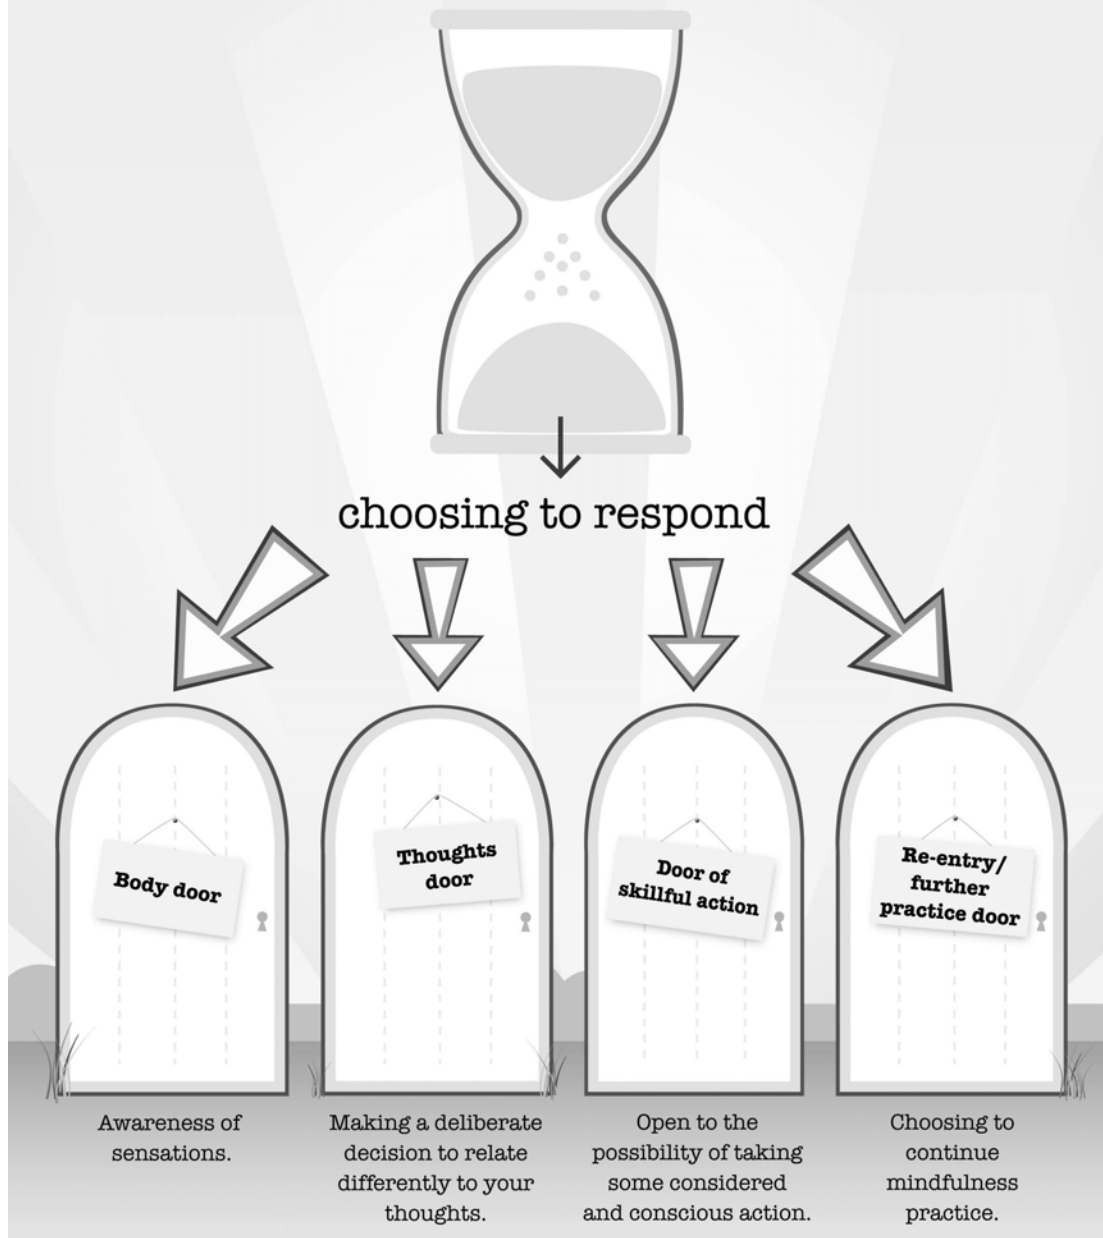 choosing to respond
Body door
Thoughts
door
Door of
skillful action
Re-entry/
further
practice door
Awareness of
sensations.
Making a deliberate
decision to relate
differently to your
thoughts.
Open to the
possibility of taking
some considered
and conscious action.
Choosing to
continue
mindfulness
practice.